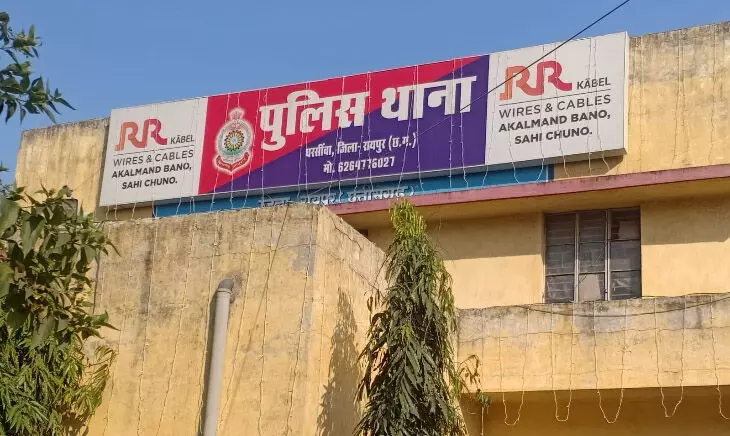 RR KABEL
WIRES & CABLES
AKALMAND BANO,
SAHI CHUNO.
पुलिस थाना
धरसींवा, जिला-रायपुर (छ.ग.)
मो. 6264776027
RR KABEL
WIRES & CABLES
AKALMAND BANO,
SAHI CHUNO.